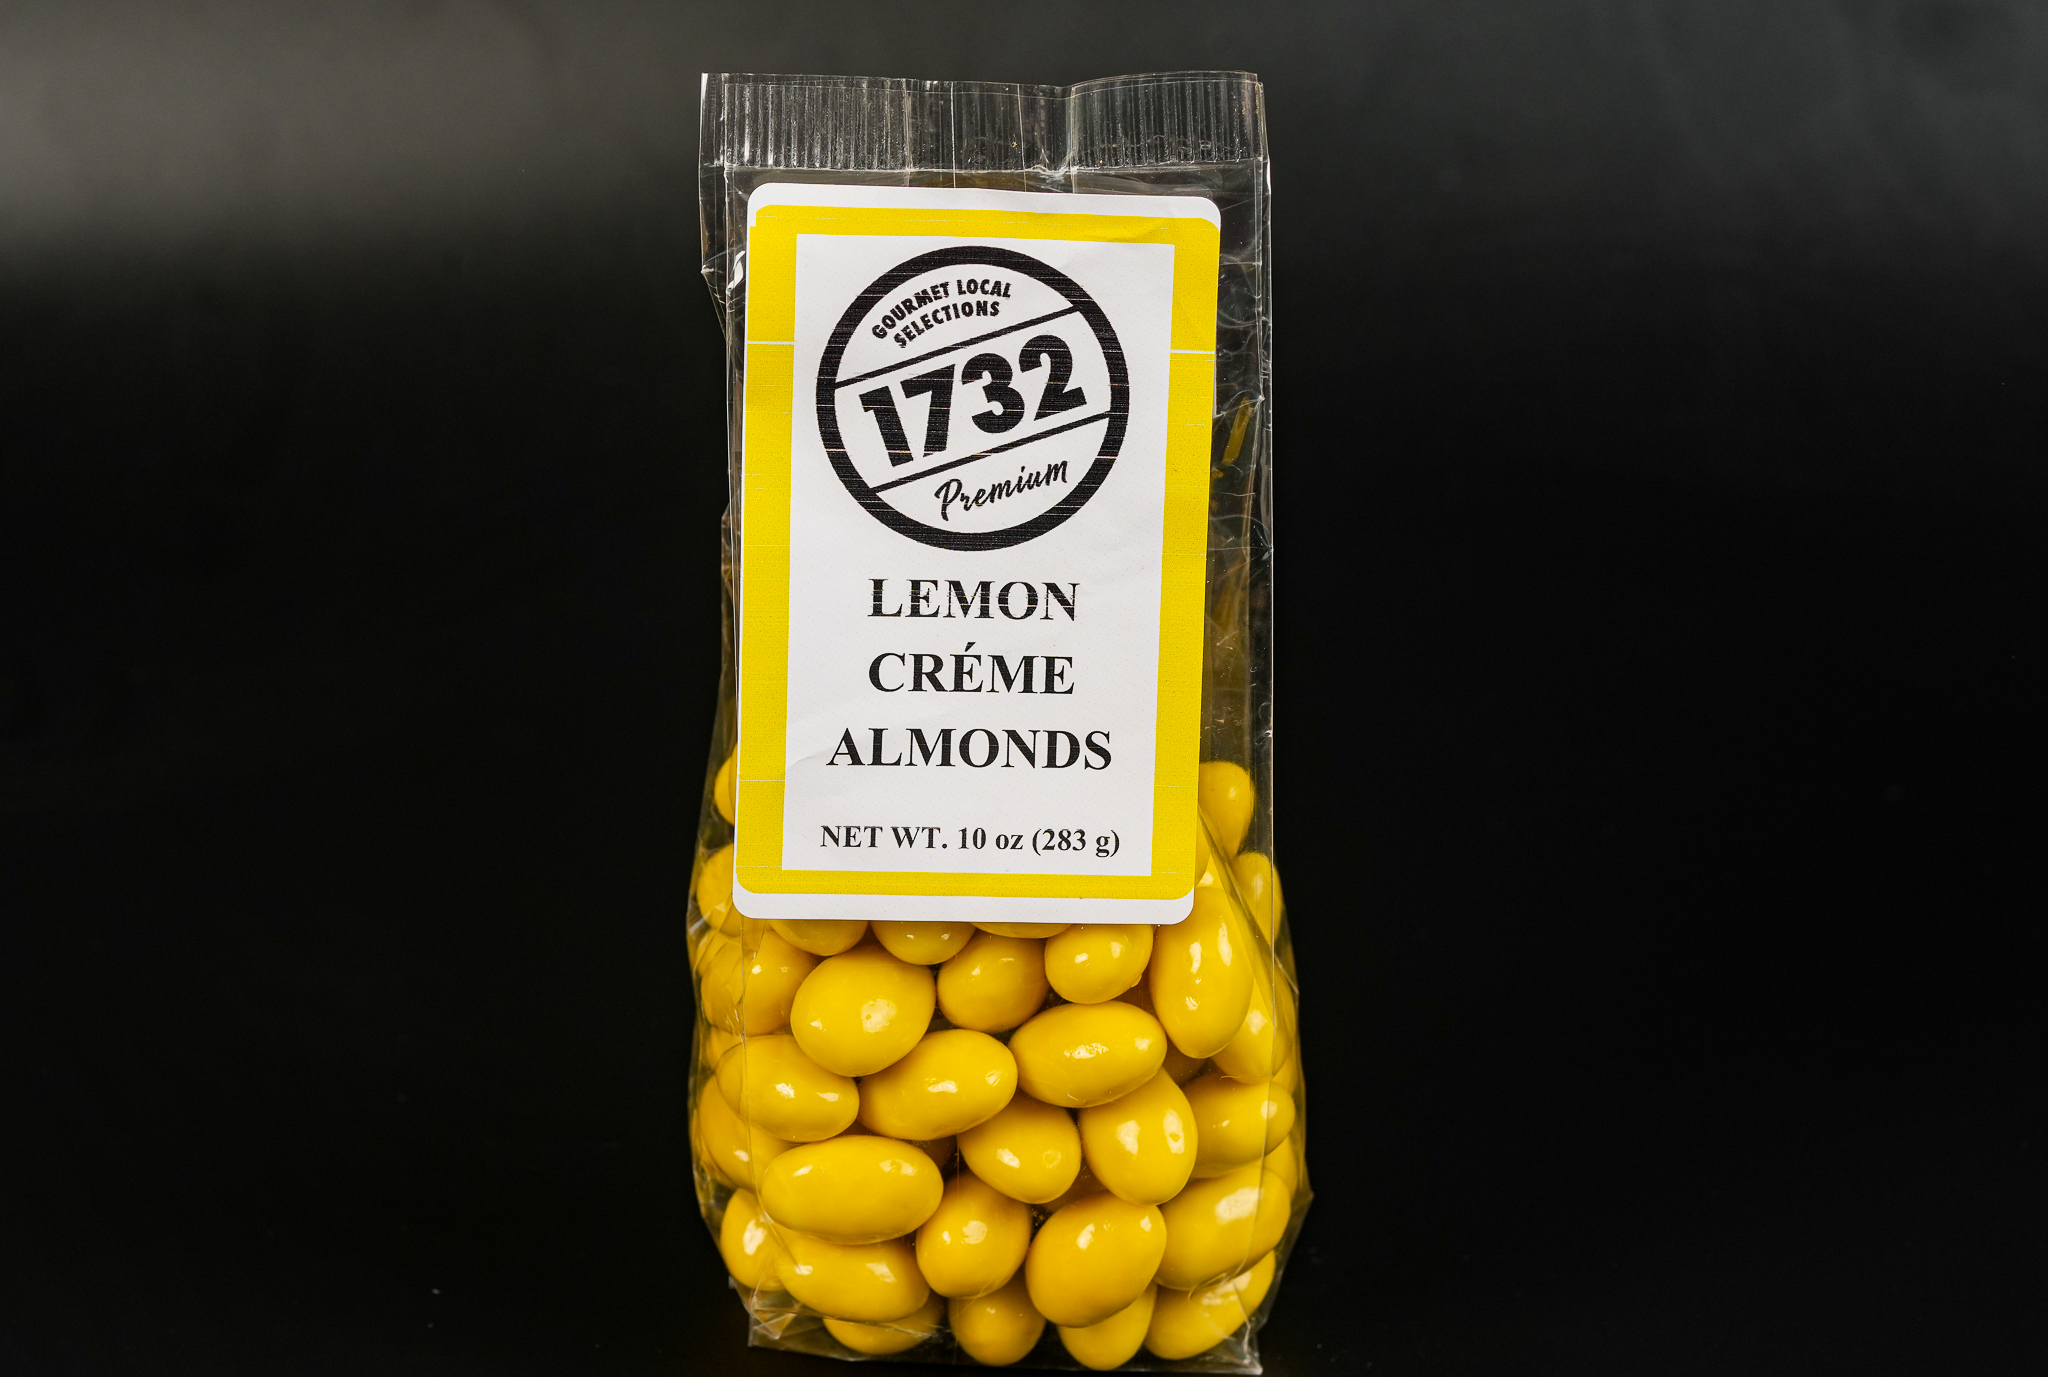 GOURMET LOCAL
SELECTIONS
1732
Premium
LEMON
CRÉME
ALMONDS
NET WT. 10 oz (283 g)